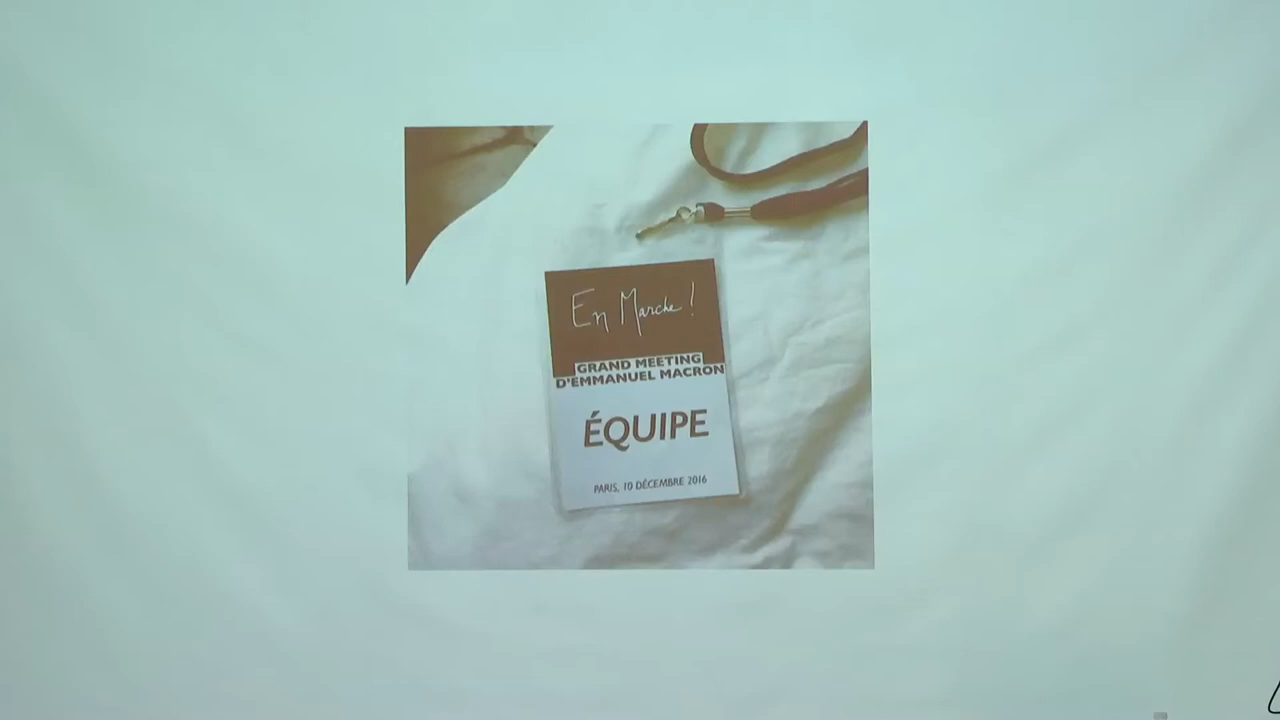 En Marche !
GRAND MEETING
D'EMMANUEL MACRON
ÉQUIPE
PARIS, 10 DÉCEMBRE 2016